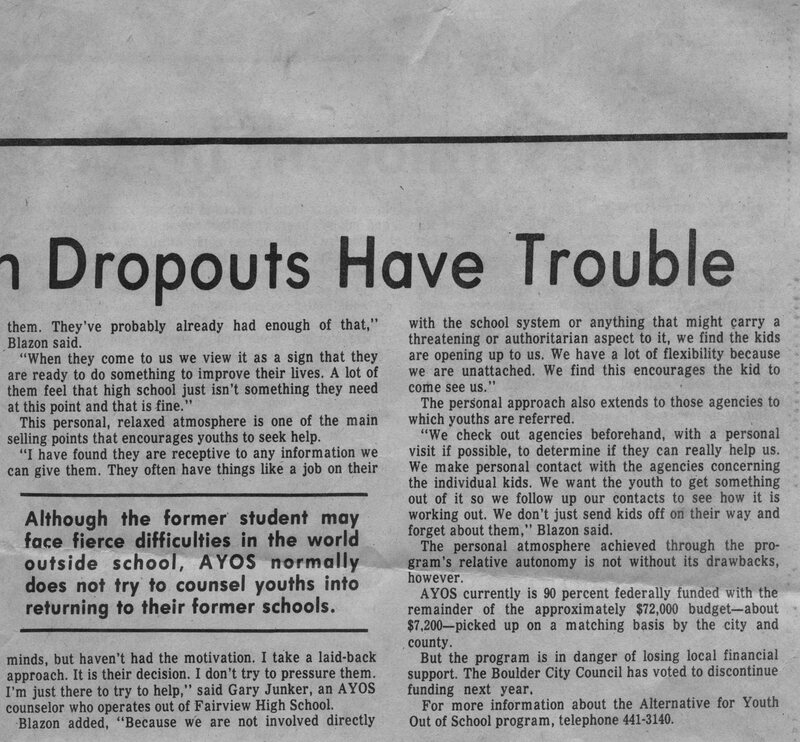 n Dropouts Have Trouble
them. They've probably already had enough of that,"
Blazon said.
"When they come to us we view it as a sign that they
are ready to do something to improve their lives. A lot of
them feel that high school just isn't something they need
at this point and that is fine."
This personal, relaxed atmosphere is one of the main
selling points that encourages youths to seek help.
"I have found they are receptive to any information we
can give them. They often have things like a job on their
Although the former student may
face fierce difficulties in the world
outside school, AYOS normally
does not try to counsel youths into
returning to their former schools.
minds, but haven't had the motivation. I take a laid-back
approach. It is their decision. I don't try to pressure them.
I'm just there to try to help," said Gary Junker, an AYOS
counselor who operates out of Fairview High School.
Blazon added, "Because we are not involved directly
with the school system or anything that might carry a
threatening or authoritarian aspect to it, we find the kids
are opening up to us. We have a lot of flexibility because
we are unattached. We find this encourages the kid to
come see us."
The personal approach also extends to those agencies to
which youths are referred.
"We check out agencies beforehand, with a personal
visit if possible, to determine if they can really help us.
We make personal contact with the agencies concerning
the individual kids. We want the youth to get something
out of it so we follow up our contacts to see how it is
working out. We don't just send kids off on their way and
forget about them," Blazon said.
The personal atmosphere achieved through the pro-
gram's relative autonomy is not without its drawbacks,
however.
AYOS currently is 90 percent federally funded with the
remainder of the approximately $72,000 budget—about
$7,200—picked up on a matching basis by the city and
county.
But the program is in danger of losing local financial
support. The Boulder City Council has voted to discontinue
funding next year.
For more information about the Alternative for Youth
Out of School program, telephone 441-3140.